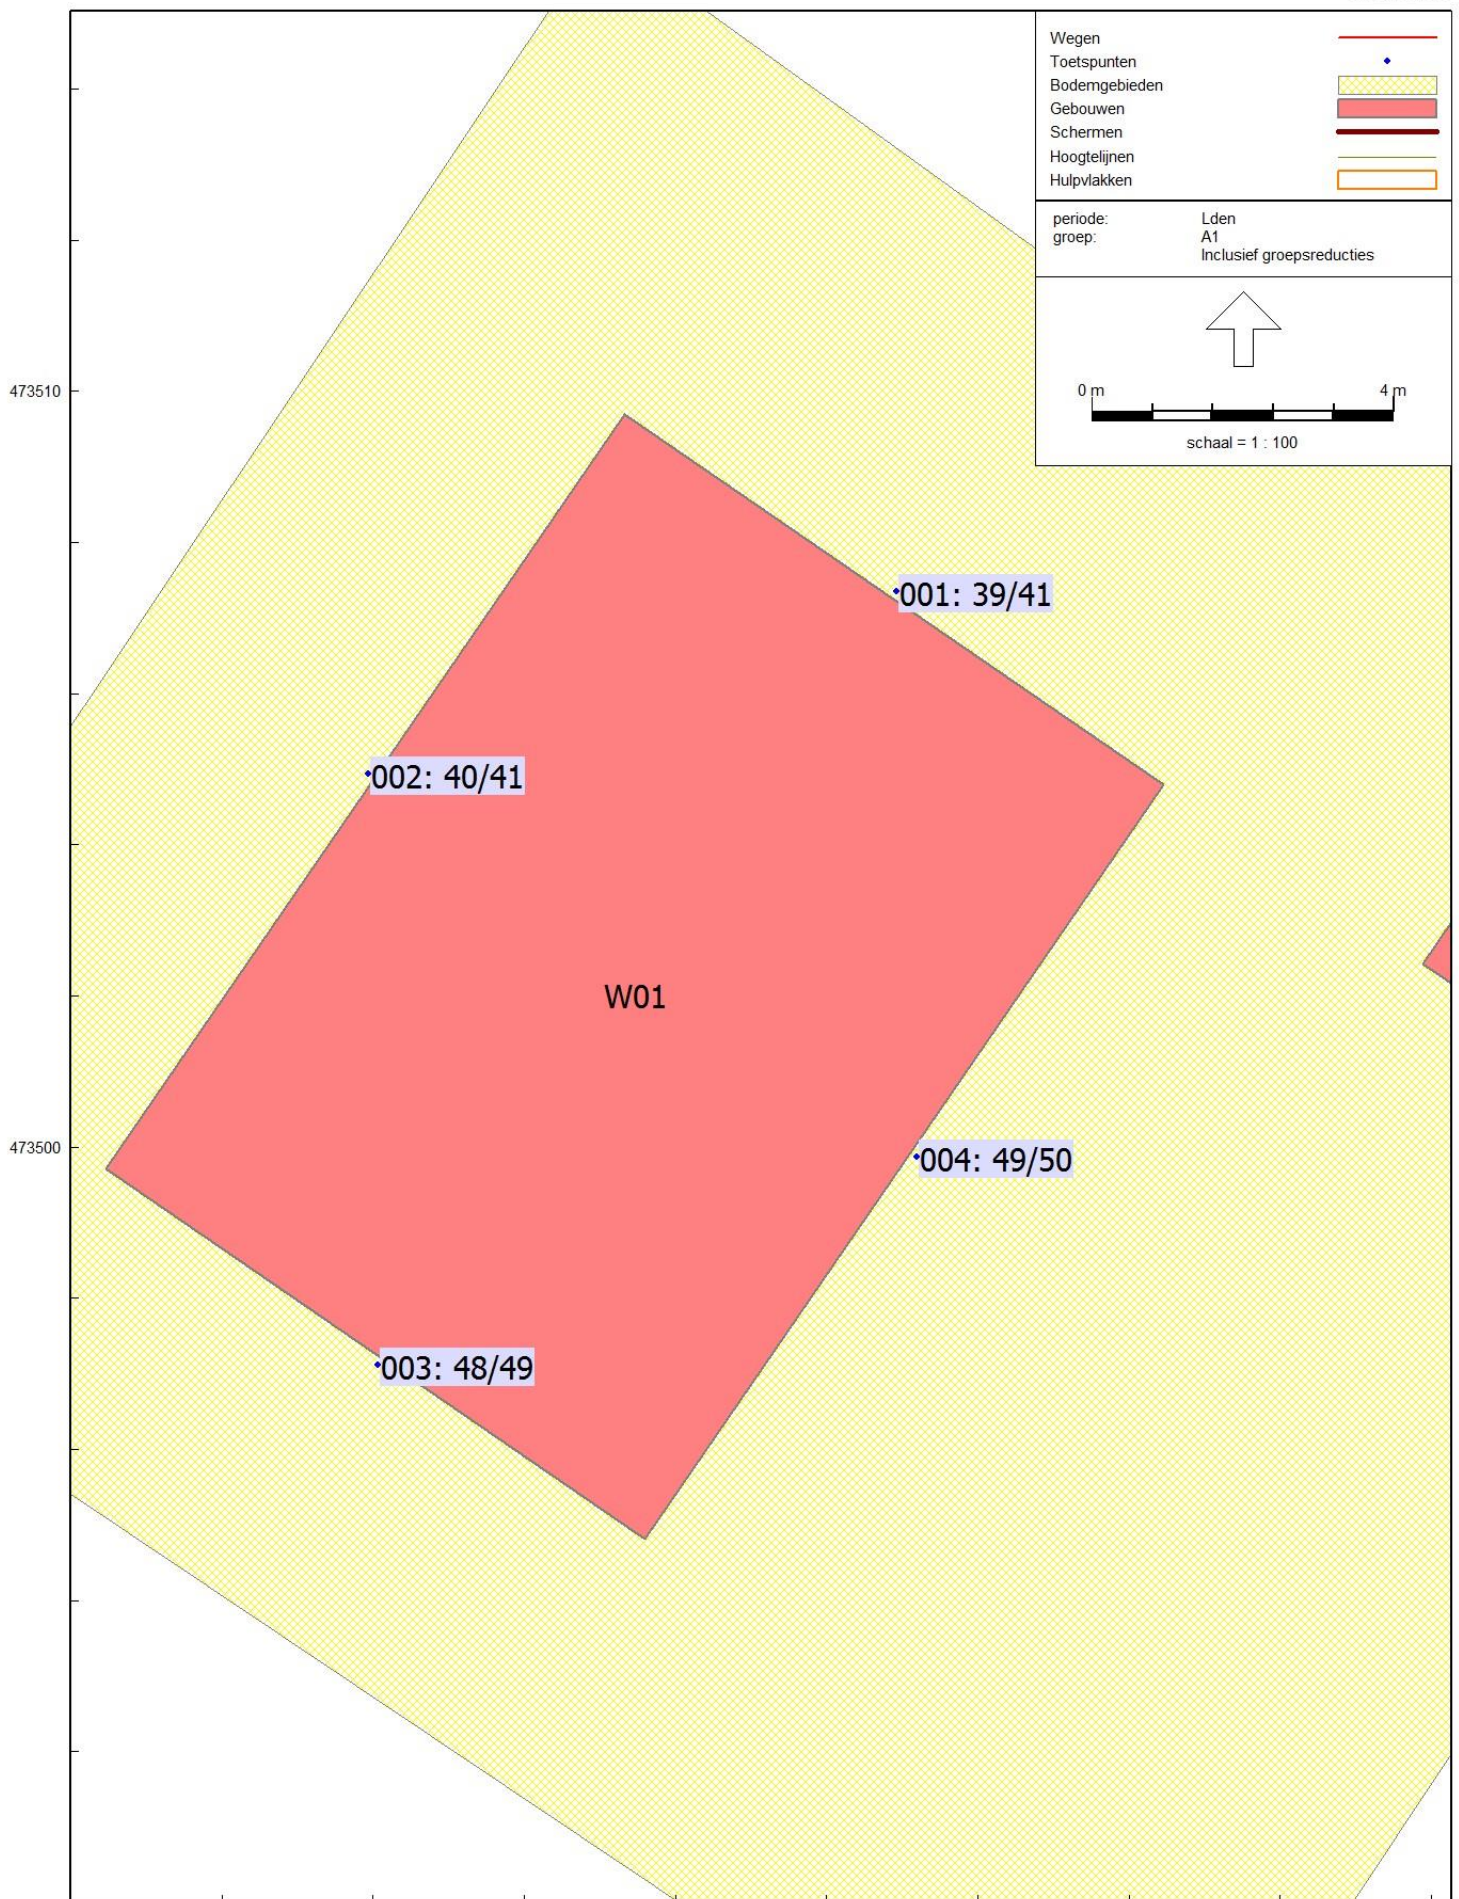 Wegen
Toetspunten
Bodemgebieden
Gebouwen
Schermen
Hoogtelijnen
Hulpvlakken
periode: Lden
groep: A1
Inclusief groepsreducties
0 m 4 m
schaal = 1 : 100
473510
001: 39/41
002: 40/41
W01
473500
004: 49/50
003: 48/49